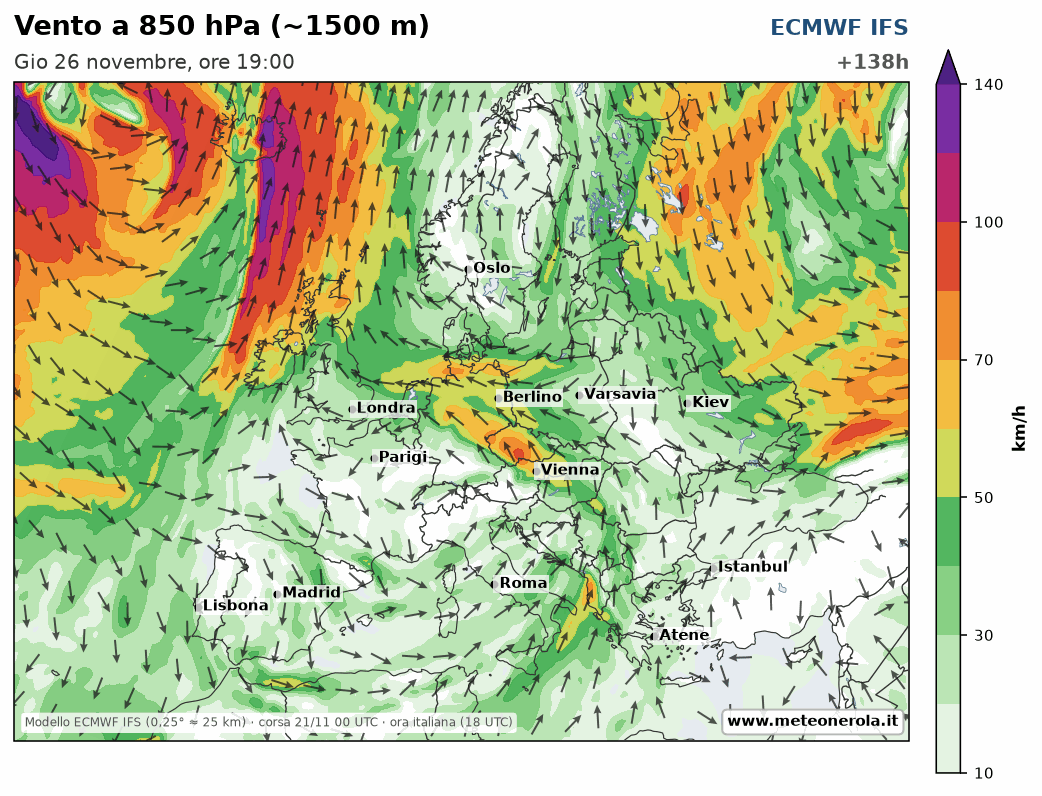 Vento a 850 hPa (~1500 m)
ECMWF IFS
Gio 26 novembre, ore 19:00
+138h
140
100
70
50
30
10
km/h
Oslo
Londra
Berlino
Varsavia
Kiev
Parigi
Vienna
Istanbul
Roma
Madrid
Lisbona
Atene
Modello ECMWF IFS (0,25° ≈ 25 km) · corsa 21/11 00 UTC · ora italiana (18 UTC)
www.meteonerola.it